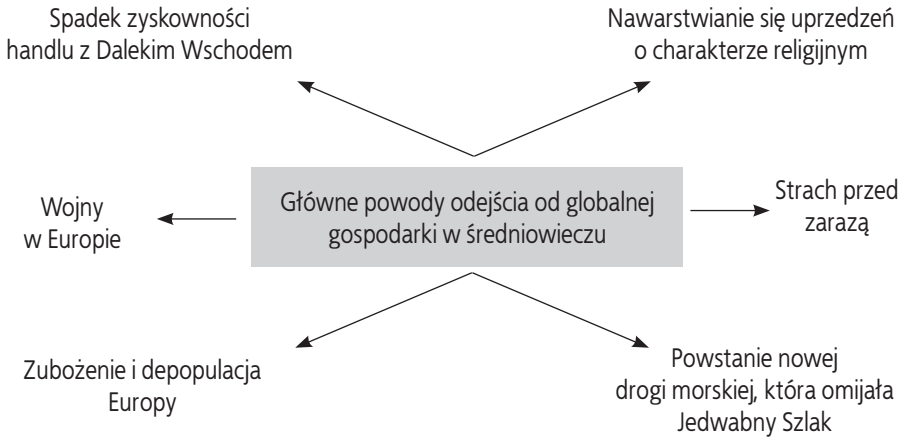 Spadek zyskowności
handlu z Dalekim Wschodem
Nawarstwianie się uprzedzeń
o charakterze religijnym
Wojny
w Europie
Główne powody odejścia od globalnej
gospodarki w średniowieczu
Strach przed
zarazą
Zubożenie i depopulacja
Europy
Powstanie nowej
drogi morskiej, która omijała
Jedwabny Szlak